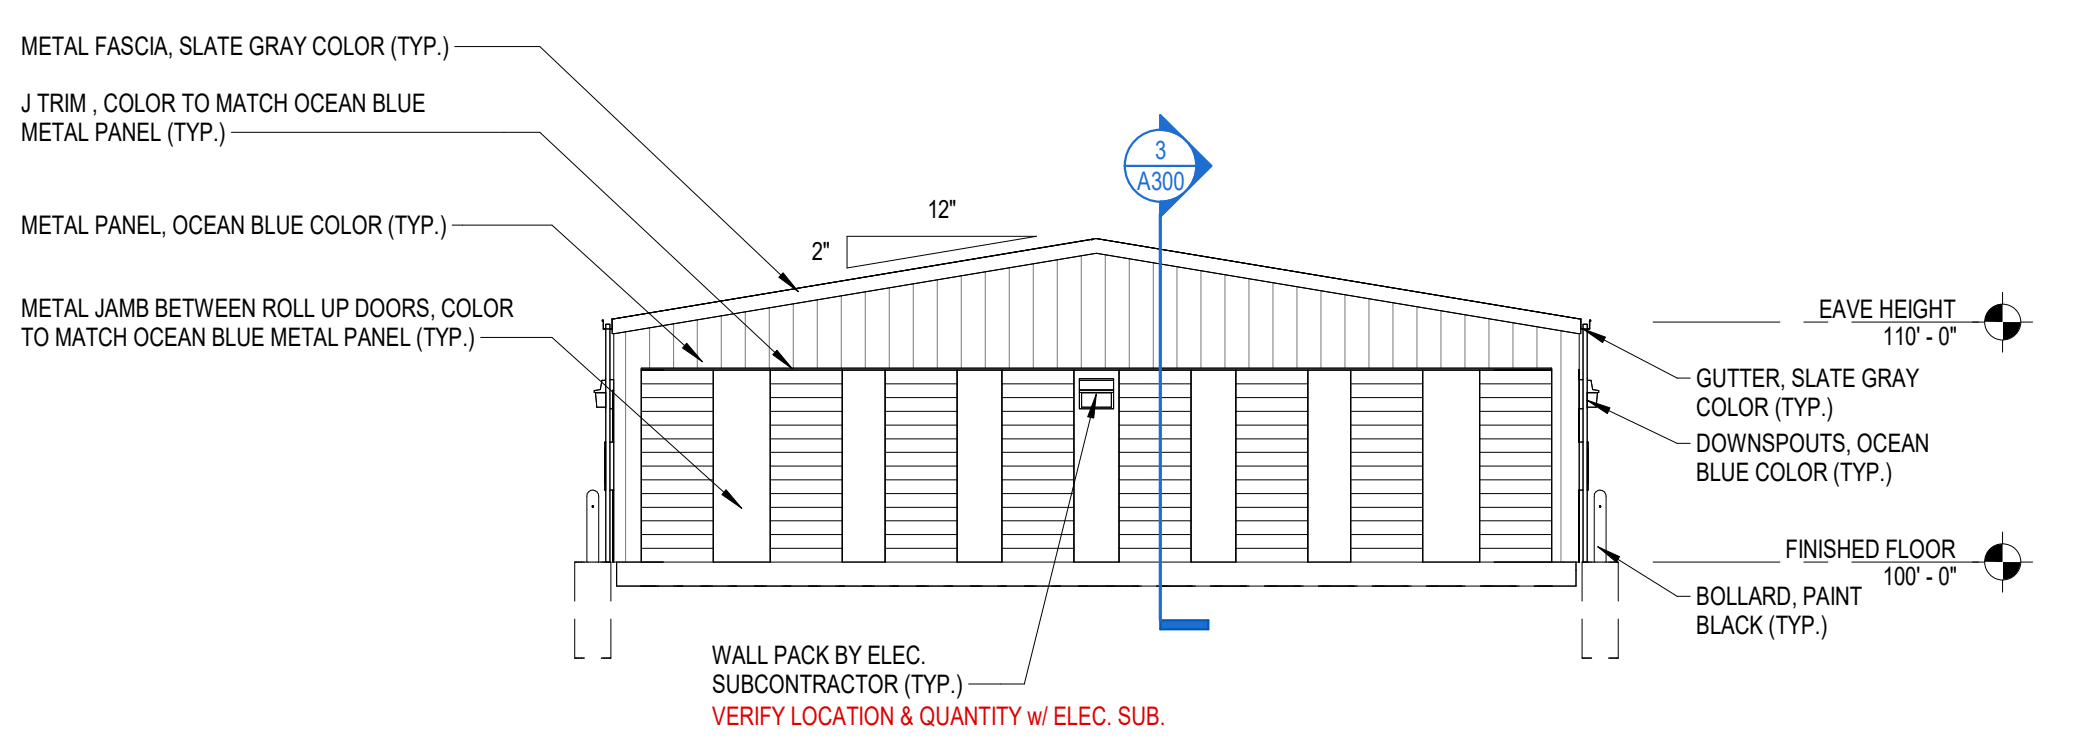 METAL FASCIA, SLATE GRAY COLOR (TYP.)
J TRIM , COLOR TO MATCH OCEAN BLUE
METAL PANEL (TYP.)
METAL PANEL, OCEAN BLUE COLOR (TYP.)
METAL JAMB BETWEEN ROLL UP DOORS, COLOR
TO MATCH OCEAN BLUE METAL PANEL (TYP.)
12"
2"
3
A300
EAVE HEIGHT
110' - 0"
GUTTER, SLATE GRAY
COLOR (TYP.)
DOWNSPOUTS, OCEAN
BLUE COLOR (TYP.)
FINISHED FLOOR
100' - 0"
BOLLARD, PAINT
BLACK (TYP.)
WALL PACK BY ELEC.
SUBCONTRACTOR (TYP.)
VERIFY LOCATION & QUANTITY w/ ELEC. SUB.